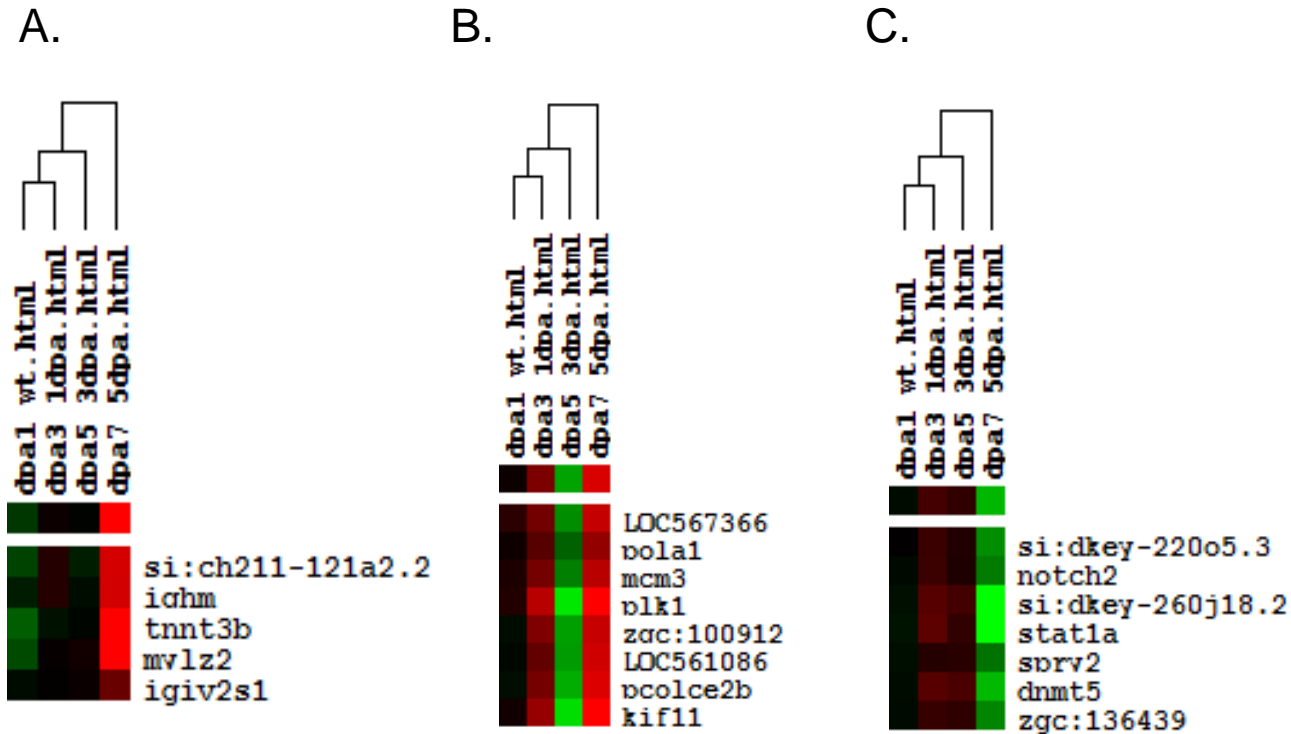 A.
B.
C.
dpa1 wt.html
dpa3 1dpa.html
dpa5 3dpa.html
dpa7 5dpa.html
si:ch211-121a2.2
ighm
tnnt3b
mylz2
igiv2s1
dpa1 wt.html
dpa3 1dpa.html
dpa5 3dpa.html
dpa7 5dpa.html
LOC567366
pola1
mcm3
plk1
zgc:100912
LOC561086
pcolce2b
kif11
dpa1 wt.html
dpa3 1dpa.html
dpa5 3dpa.html
dpa7 5dpa.html
si:dkey-220o5.3
notch2
si:dkey-260j18.2
stat1a
spry2
dnmt5
zgc:136439